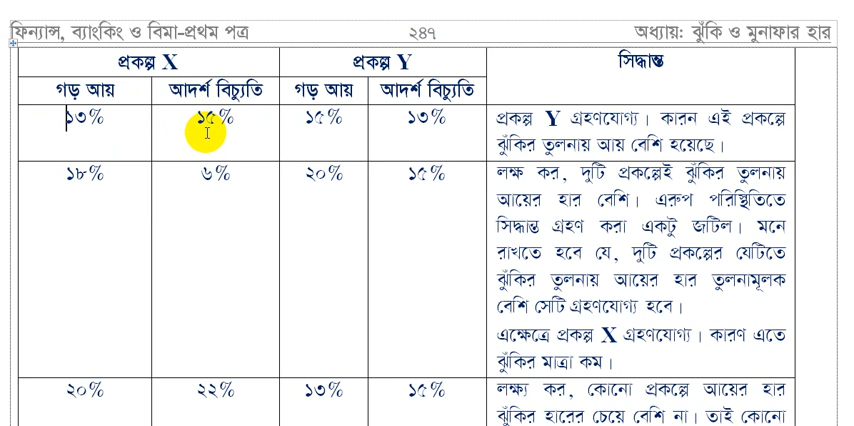 ফিন্যান্স, ব্যাংকিং ও বিমা-প্রথম পত্র ২৪৭ অধ্যায়: ঝুঁকি ও মুনাফার হার
প্রকল্প X প্রকল্প Y সিদ্ধান্ত
গড় আয় আদর্শ বিচ্যুতি গড় আয় আদর্শ বিচ্যুতি
১৩% ১৫% ১৫% ১৩% প্রকল্প Y গ্রহণযোগ্য। কারন এই প্রকল্পে
ঝুঁকির তুলনায় আয় বেশি হয়েছে।
১৮% ৬% ২০% ১৫% লক্ষ কর, দুটি প্রকল্পেই ঝুঁকির তুলনায়
আয়ের হার বেশি। এরুপ পরিস্থিতিতে
সিদ্ধান্ত গ্রহণ করা একটু জটিল। মনে
রাখতে হবে যে, দুটি প্রকল্পের যেটিতে
ঝুঁকির তুলনায় আয়ের হার তুলনামূলক
বেশি সেটি গ্রহণযোগ্য হবে।
এক্ষেত্রে প্রকল্প X গ্রহণযোগ্য। কারণ এতে
ঝুঁকির মাত্রা কম।
২০% ২২% ১৩% ১৫% লক্ষ্য কর, কোনো প্রকল্পে আয়ের হার
ঝুঁকির হারের চেয়ে বেশি না। তাই কোনো